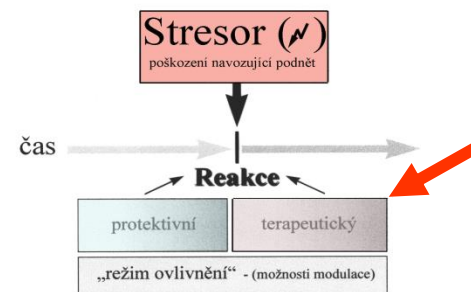 Stresor ( )
poškození navozující podnět
čas
Reakce
protektivní
terapeutický
„režim ovlivnění“ - (možnosti modulace)